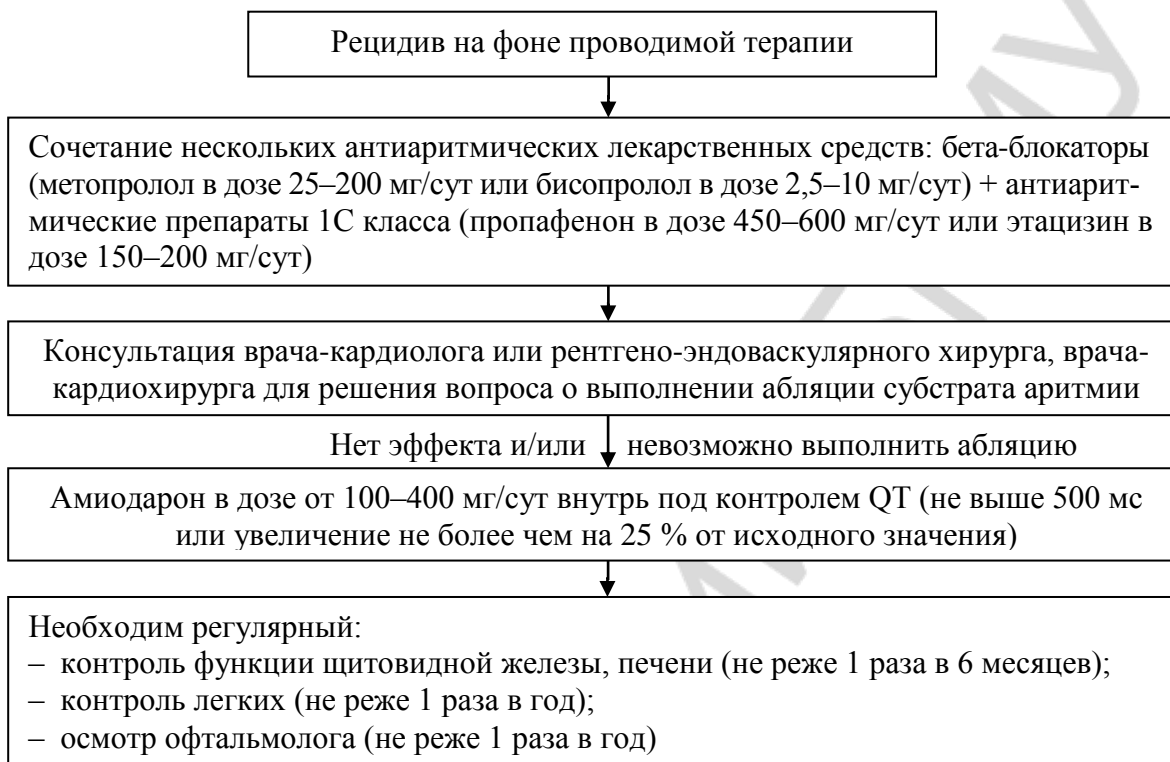 Рецидив на фоне проводимой терапии
Сочетание нескольких антиаритмических лекарственных средств: бета-блокаторы
(метопролол в дозе 25–200 мг/сут или бисопролол в дозе 2,5–10 мг/сут) + антиарит-
мические препараты 1С класса (пропафенон в дозе 450–600 мг/сут или этацизин в
дозе 150–200 мг/сут)
Консультация врача-кардиолога или рентгено-эндоваскулярного хирурга, врача-
кардиохирурга для решения вопроса о выполнении абляции субстрата аритмии
Нет эффекта и/или невозможно выполнить абляцию
Амиодарон в дозе от 100–400 мг/сут внутрь под контролем QT (не выше 500 мс
или увеличение не более чем на 25 % от исходного значения)
Необходим регулярный:
– контроль функции щитовидной железы, печени (не реже 1 раза в 6 месяцев);
– контроль легких (не реже 1 раза в год);
– осмотр офтальмолога (не реже 1 раза в год)